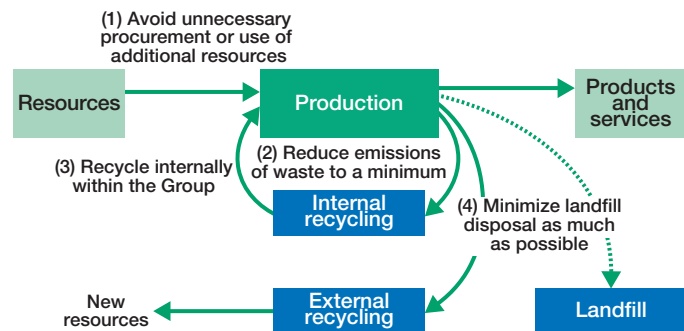 (1) Avoid unnecessary
procurement or use of
additional resources
Resources
Production
Products
and
services
(3) Recycle internally
within the Group
(2) Reduce emissions
of waste to a minimum
Internal
recycling
(4) Minimize landfill
disposal as much
as possible
New
resources
External
recycling
Landfill